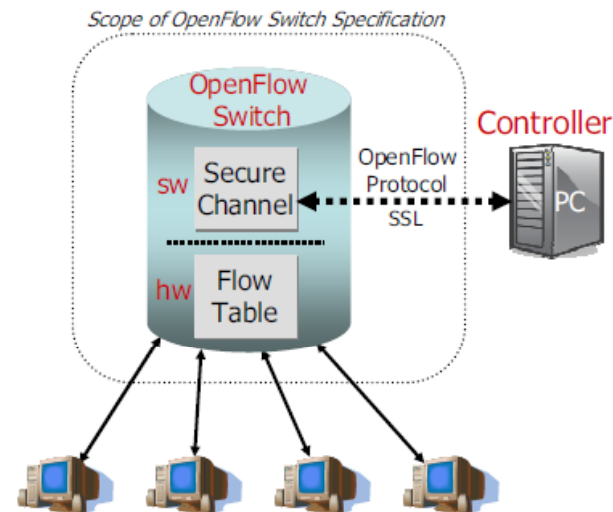 Scope of OpenFlow Switch Specification
OpenFlow
Switch
Controller
sw
Secure
Channel
OpenFlow
Protocol
SSL
PC
hw
Flow
Table